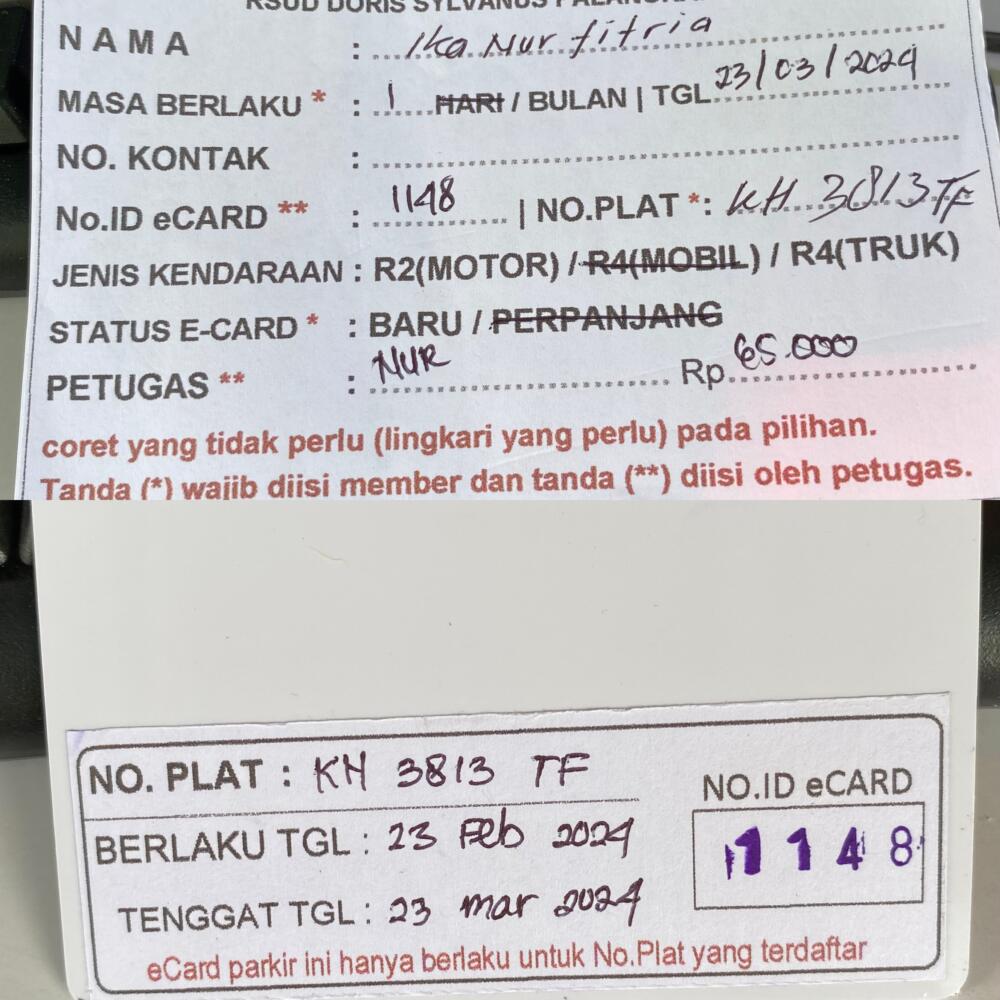 RSUD DORIS SYLVANUS
NAMA : Ika Nur fitria
MASA BERLAKU * : 1 HARI / BULAN | TGL 23/03/2024
NO. KONTAK :
No.ID eCARD ** : 1148 | NO.PLAT *: KH 3813 TF
JENIS KENDARAAN : R2(MOTOR) / R4(MOBIL) / R4(TRUK)
STATUS E-CARD * : BARU / PERPANJANG
PETUGAS ** : NUR Rp 65.000
coret yang tidak perlu (lingkari yang perlu) pada pilihan.
Tanda (*) wajib diisi member dan tanda (**) diisi oleh petugas.
NO. PLAT : KH 3813 TF
NO.ID eCARD
BERLAKU TGL : 23 Feb 2024
1148
TENGGAT TGL : 23 mar 2024
eCard parkir ini hanya berlaku untuk No.Plat yang terdaftar